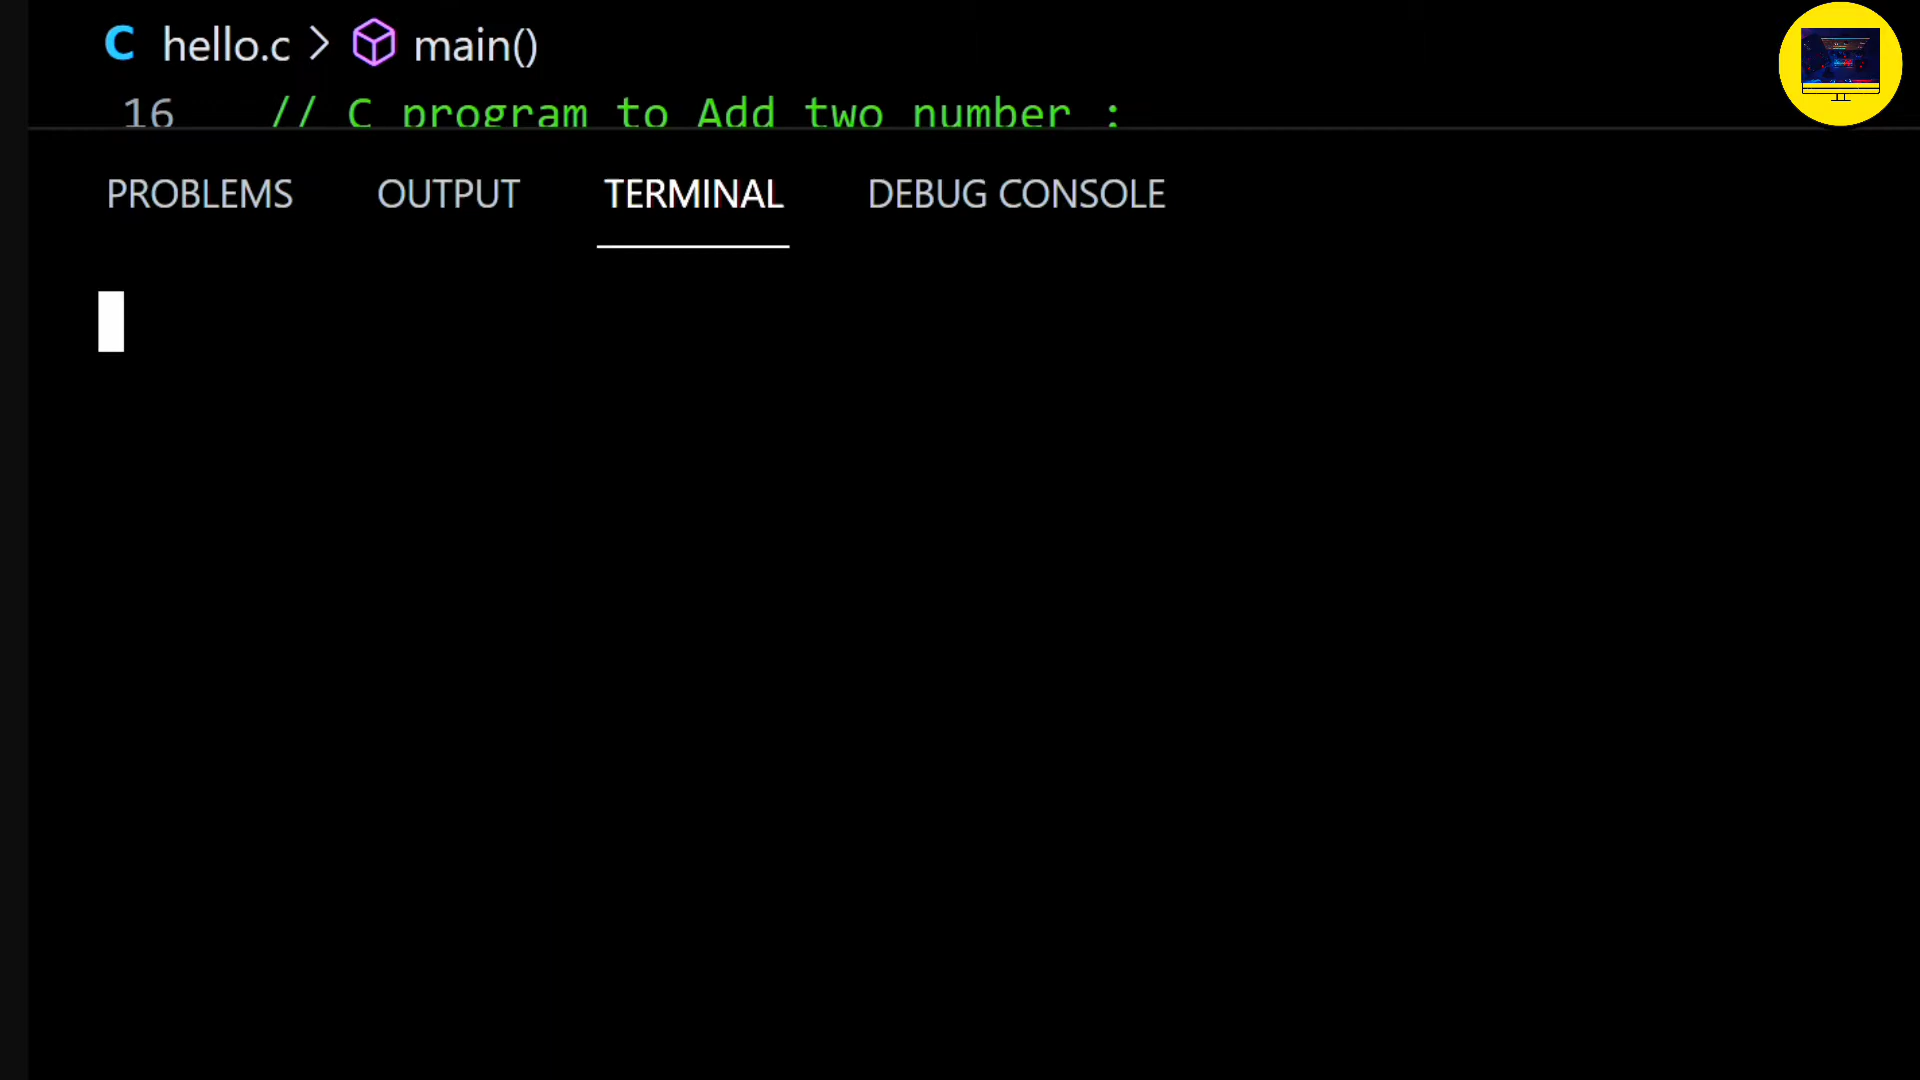 C hello.c > main()
16 // C program to Add two number :
PROBLEMS OUTPUT TERMINAL DEBUG CONSOLE